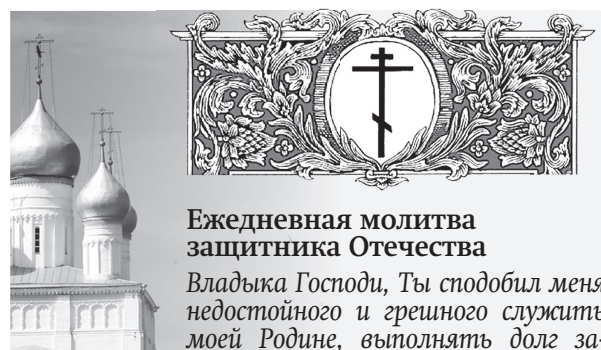 Ежедневная молитва
защитника Отечества
Владыка Господи, Ты сподобил меня
недостойного и грешного служить
моей Родине, выполнять долг за-